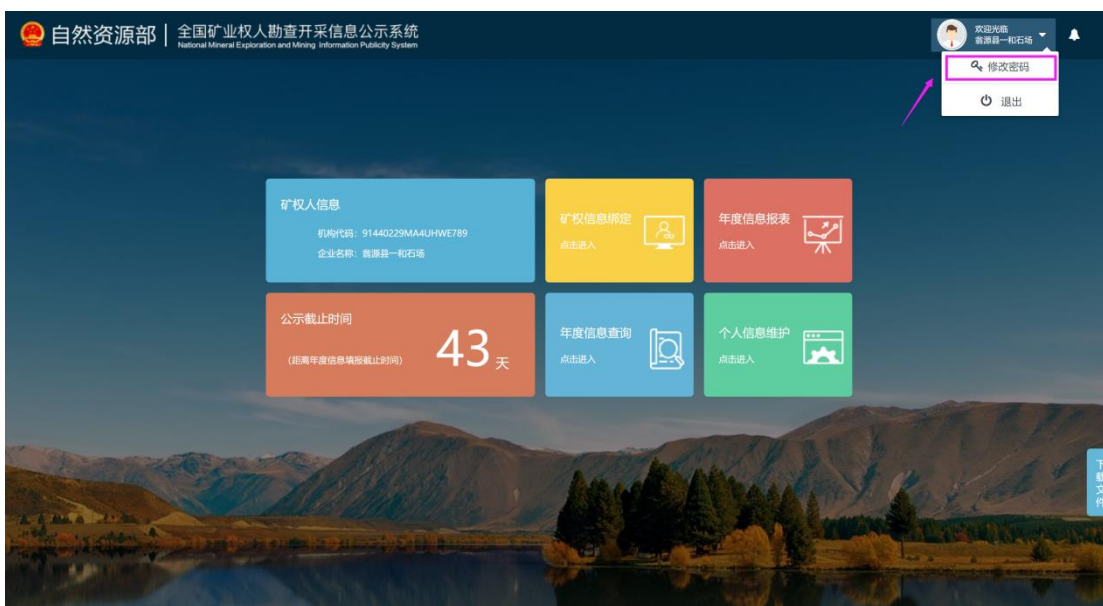 自然资源部
全国矿业权人勘查开采信息公示系统
National Mineral Exploration and Mining Information Publicity System
欢迎光临
翁源县一和石场
修改密码
退出
矿权人信息
机构代码：91440229MA4UHWE789
企业名称：翁源县一和石场
矿权信息绑定
点击进入
年度信息报表
点击进入
公示截止时间
（距离年度信息填报截止时间）
43 天
年度信息查询
点击进入
个人信息维护
点击进入
下载文件